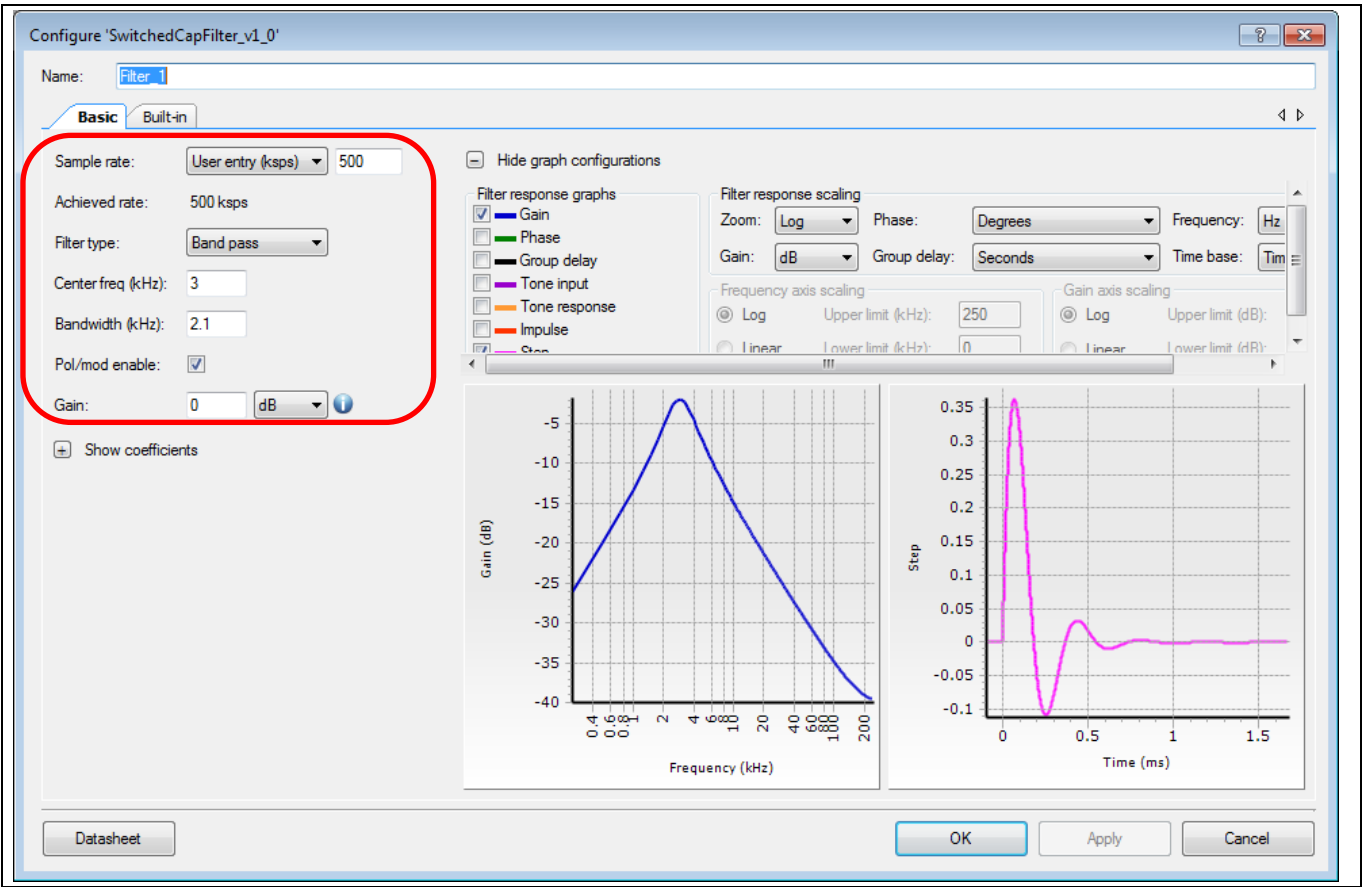 Configure 'SwitchedCapFilter_v1_0'
Name: Filter_1
Basic Built-in
Sample rate: User entry (ksps) 500
Achieved rate: 500 ksps
Filter type: Band pass
Center freq (kHz): 3
Bandwidth (kHz): 2.1
Pol/mod enable:
Gain: 0 dB
Show coefficients
Hide graph configurations
Filter response graphs
Gain
Phase
Group delay
Tone input
Tone response
Impulse
Step
Filter response scaling
Zoom: Log Phase: Degrees Frequency: Hz
Gain: dB Group delay: Seconds Time base: Tim
Frequency axis scaling
Log Upper limit (kHz): 250
Linear Lower limit (kHz): 0
Gain axis scaling
Log Upper limit (dB):
Linear Lower limit (dB):
Gain (dB)
-5
-10
-15
-20
-25
-30
-35
-40
0.4 0.6 0.8 1 2 4 6 8 10 20 40 60 80 100 200
Frequency (kHz)
Step
0.35
0.3
0.25
0.2
0.15
0.1
0.05
0
-0.05
-0.1
0 0.5 1 1.5
Time (ms)
Datasheet OK Apply Cancel